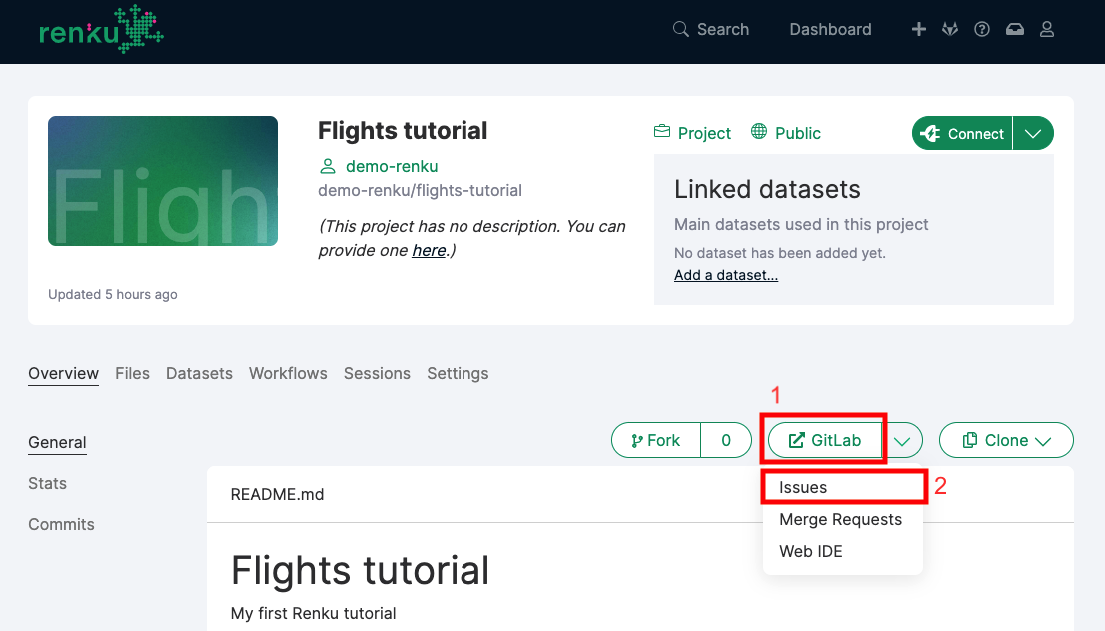 renku
Search
Dashboard
Flights tutorial
Project
Public
Connect
Fligh
demo-renku
demo-renku/flights-tutorial
Linked datasets
Main datasets used in this project
(This project has no description. You can
provide one here.)
No dataset has been added yet.
Add a dataset...
Updated 5 hours ago
Overview Files Datasets Workflows Sessions Settings
1
General
Fork 0
GitLab
Clone
Stats
Commits
Issues
2
Merge Requests
Web IDE
README.md
Flights tutorial
My first Renku tutorial